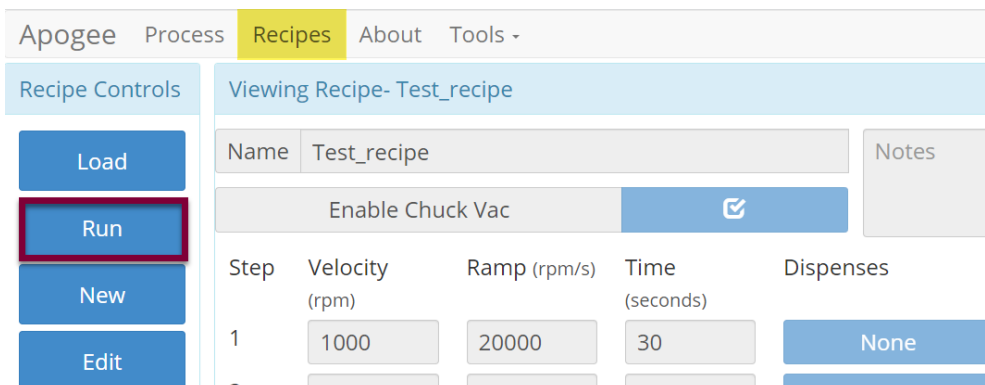 Apogee Process Recipes About Tools
Recipe Controls
Viewing Recipe- Test_recipe
Load
Run
New
Edit
Name Test_recipe
Notes
Enable Chuck Vac
Step Velocity (rpm) Ramp (rpm/s) Time (seconds) Dispenses
1 1000 20000 30 None